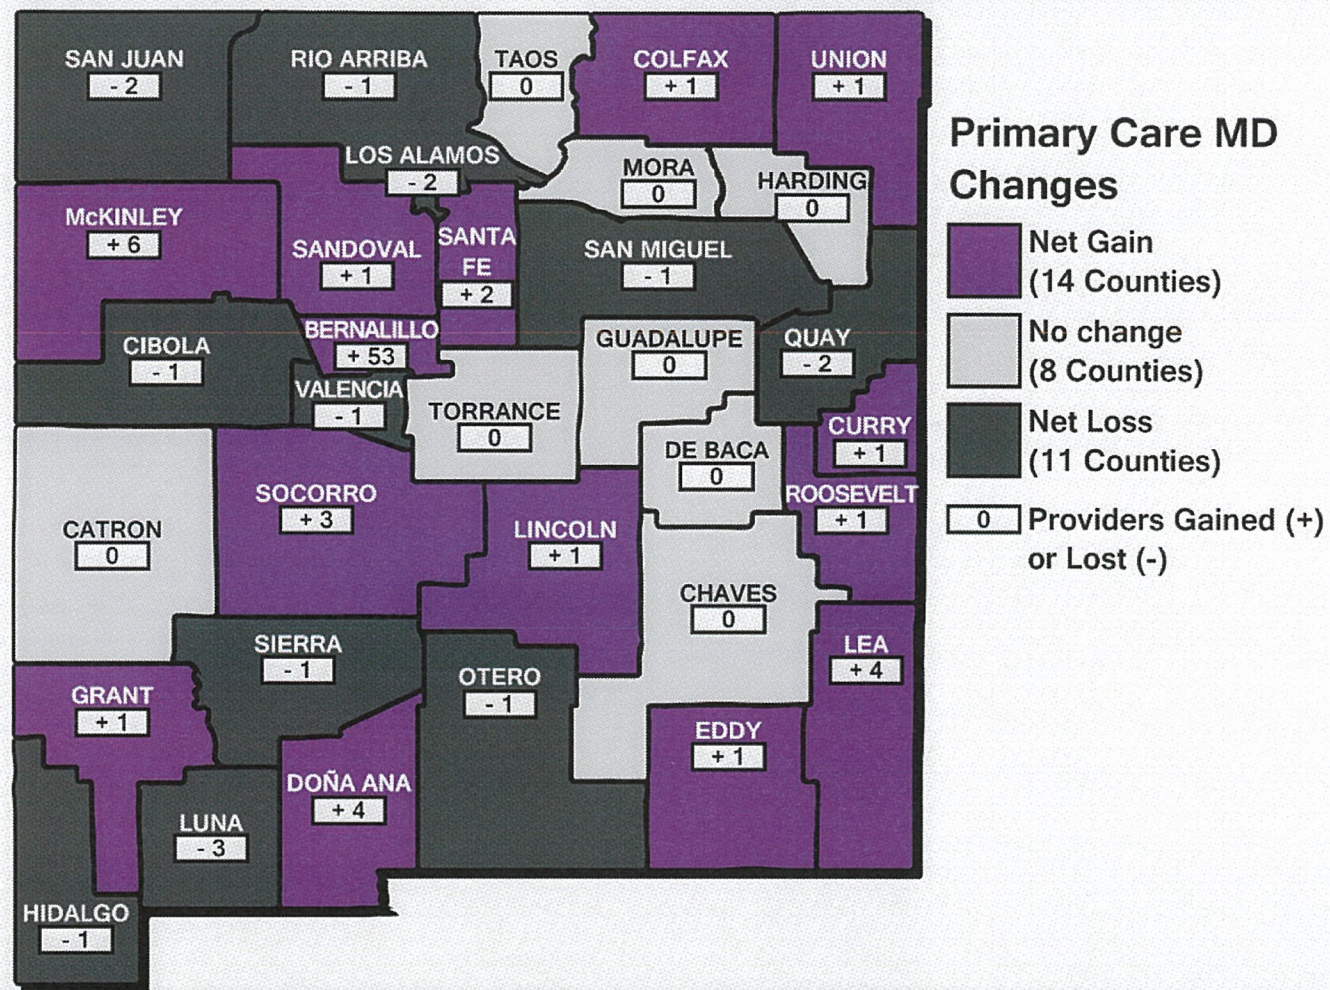 SAN JUAN
- 2
RIO ARRIBA
- 1
TAOS
0
COLFAX
+ 1
UNION
+ 1
LOS ALAMOS
- 2
MORA
0
HARDING
0
McKINLEY
+ 6
SANDOVAL
+ 1
SANTA
FE
+ 2
SAN MIGUEL
- 1
BERNALILLO
+ 53
CIBOLA
- 1
VALENCIA
- 1
GUADALUPE
0
QUAY
- 2
TORRANCE
0
CURRY
+ 1
DE BACA
0
ROOSEVELT
+ 1
CATRON
0
SOCORRO
+ 3
LINCOLN
+ 1
CHAVES
0
SIERRA
- 1
OTERO
- 1
LEA
+ 4
GRANT
+ 1
EDDY
+ 1
DOÑA ANA
+ 4
LUNA
- 3
HIDALGO
- 1
Primary Care MD
Changes
Net Gain
(14 Counties)
No change
(8 Counties)
Net Loss
(11 Counties)
0
Providers Gained (+)
or Lost (-)